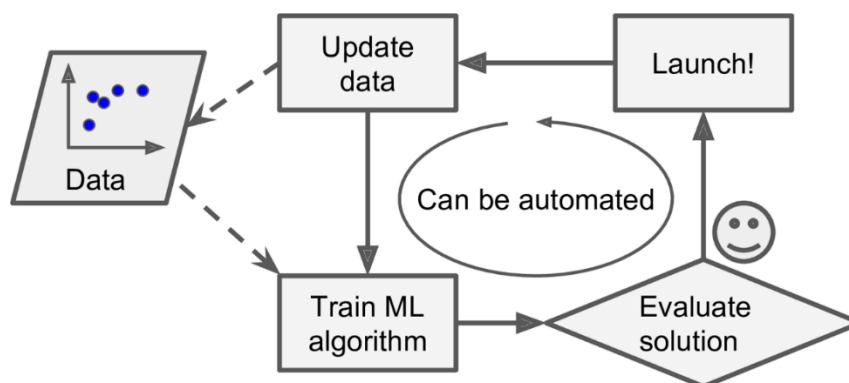 Update
data
Launch!
Data
Can be automated
Train ML
algorithm
Evaluate
solution